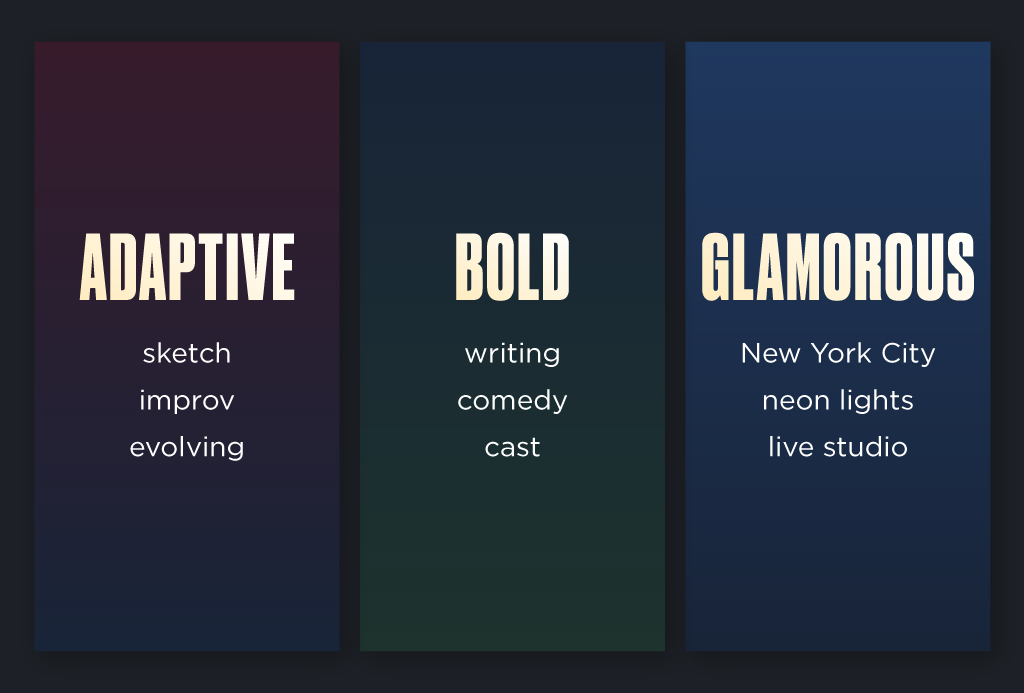 ADAPTIVE
sketch
improv
evolving
BOLD
writing
comedy
cast
GLAMOROUS
New York City
neon lights
live studio